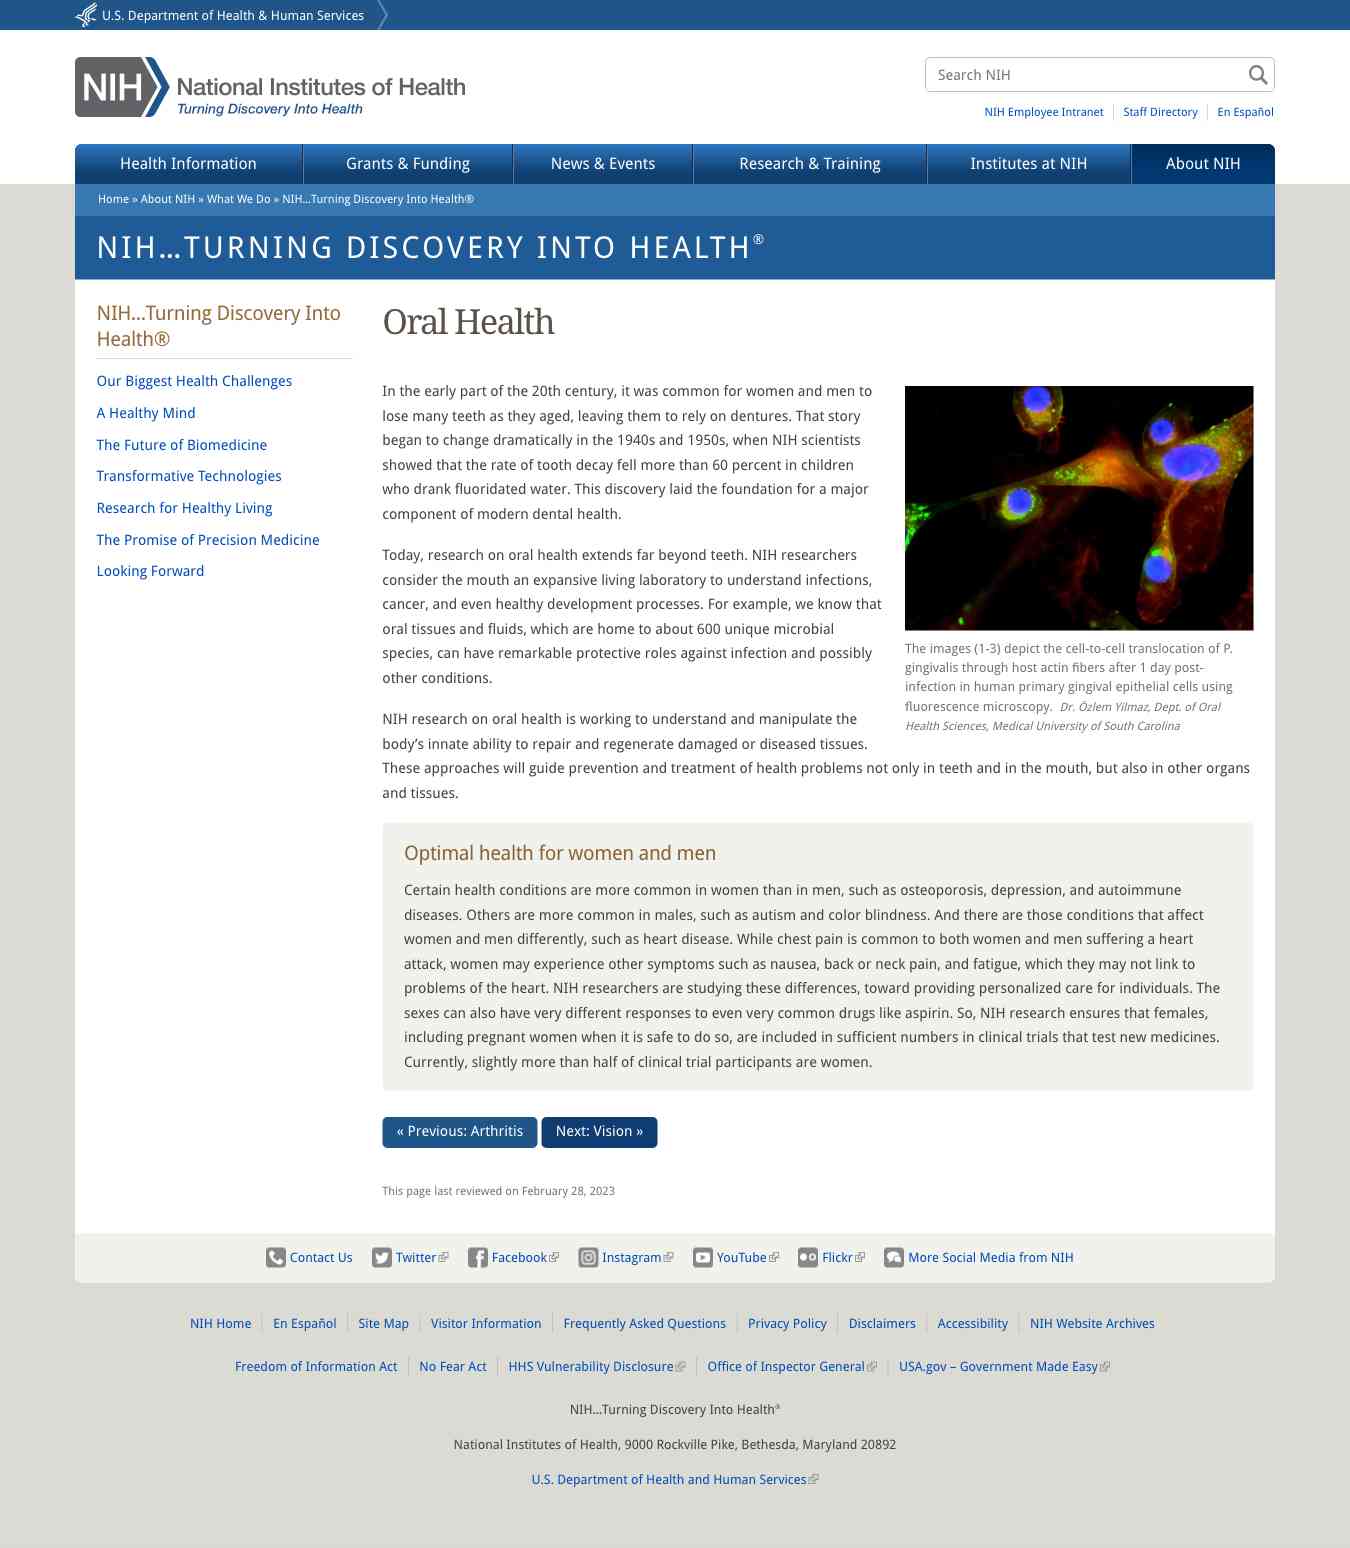 U.S. Department of Health & Human Services
NIH National Institutes of Health
Turning Discovery Into Health
Search NIH
NIH Employee Intranet Staff Directory En Español
Health Information Grants & Funding News & Events Research & Training Institutes at NIH About NIH
Home » About NIH » What We Do » NIH…Turning Discovery Into Health®
NIH…TURNING DISCOVERY INTO HEALTH®
NIH…Turning Discovery Into
Health®
Our Biggest Health Challenges
A Healthy Mind
The Future of Biomedicine
Transformative Technologies
Research for Healthy Living
The Promise of Precision Medicine
Looking Forward
Oral Health
In the early part of the 20th century, it was common for women and men to
lose many teeth as they aged, leaving them to rely on dentures. That story
began to change dramatically in the 1940s and 1950s, when NIH scientists
showed that the rate of tooth decay fell more than 60 percent in children
who drank fluoridated water. This discovery laid the foundation for a major
component of modern dental health.
Today, research on oral health extends far beyond teeth. NIH researchers
consider the mouth an expansive living laboratory to understand infections,
cancer, and even healthy development processes. For example, we know that
oral tissues and fluids, which are home to about 600 unique microbial
species, can have remarkable protective roles against infection and possibly
other conditions.
The images (1-3) depict the cell-to-cell translocation of P.
gingivalis through host actin fibers after 1 day post-
infection in human primary gingival epithelial cells using
fluorescence microscopy. Dr. Özlem Yilmaz, Dept. of Oral
Health Sciences, Medical University of South Carolina
NIH research on oral health is working to understand and manipulate the
body’s innate ability to repair and regenerate damaged or diseased tissues.
These approaches will guide prevention and treatment of health problems not only in teeth and in the mouth, but also in other organs
and tissues.
Optimal health for women and men
Certain health conditions are more common in women than in men, such as osteoporosis, depression, and autoimmune
diseases. Others are more common in males, such as autism and color blindness. And there are those conditions that affect
women and men differently, such as heart disease. While chest pain is common to both women and men suffering a heart
attack, women may experience other symptoms such as nausea, back or neck pain, and fatigue, which they may not link to
problems of the heart. NIH researchers are studying these differences, toward providing personalized care for individuals. The
sexes can also have very different responses to even very common drugs like aspirin. So, NIH research ensures that females,
including pregnant women when it is safe to do so, are included in sufficient numbers in clinical trials that test new medicines.
Currently, slightly more than half of clinical trial participants are women.
« Previous: Arthritis Next: Vision »
This page last reviewed on February 28, 2023
Contact Us Twitter Facebook Instagram YouTube Flickr More Social Media from NIH
NIH Home En Español Site Map Visitor Information Frequently Asked Questions Privacy Policy Disclaimers Accessibility NIH Website Archives
Freedom of Information Act No Fear Act HHS Vulnerability Disclosure Office of Inspector General USA.gov – Government Made Easy
NIH…Turning Discovery Into Health®
National Institutes of Health, 9000 Rockville Pike, Bethesda, Maryland 20892
U.S. Department of Health and Human Services